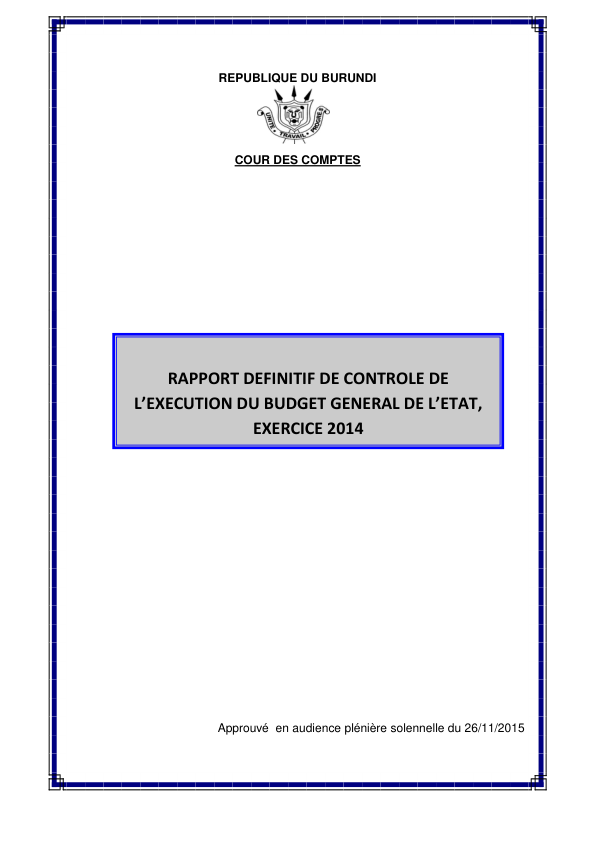 REPUBLIQUE DU BURUNDI
UNITE * TRAVAIL * PROGRES
COUR DES COMPTES
RAPPORT DEFINITIF DE CONTROLE DE
L’EXECUTION DU BUDGET GENERAL DE L’ETAT,
EXERCICE 2014
Approuvé  en audience plénière solennelle du 26/11/2015